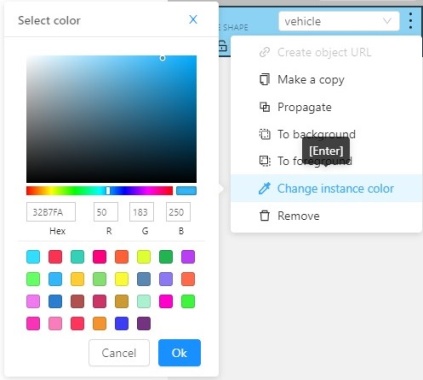 Select color
X
SHAPE
vehicle
Create object URL
Make a copy
Propagate
To background
[Enter]
To foreground
Change instance color
Remove
32B7FA 50 183 250
Hex R G B
Cancel Ok